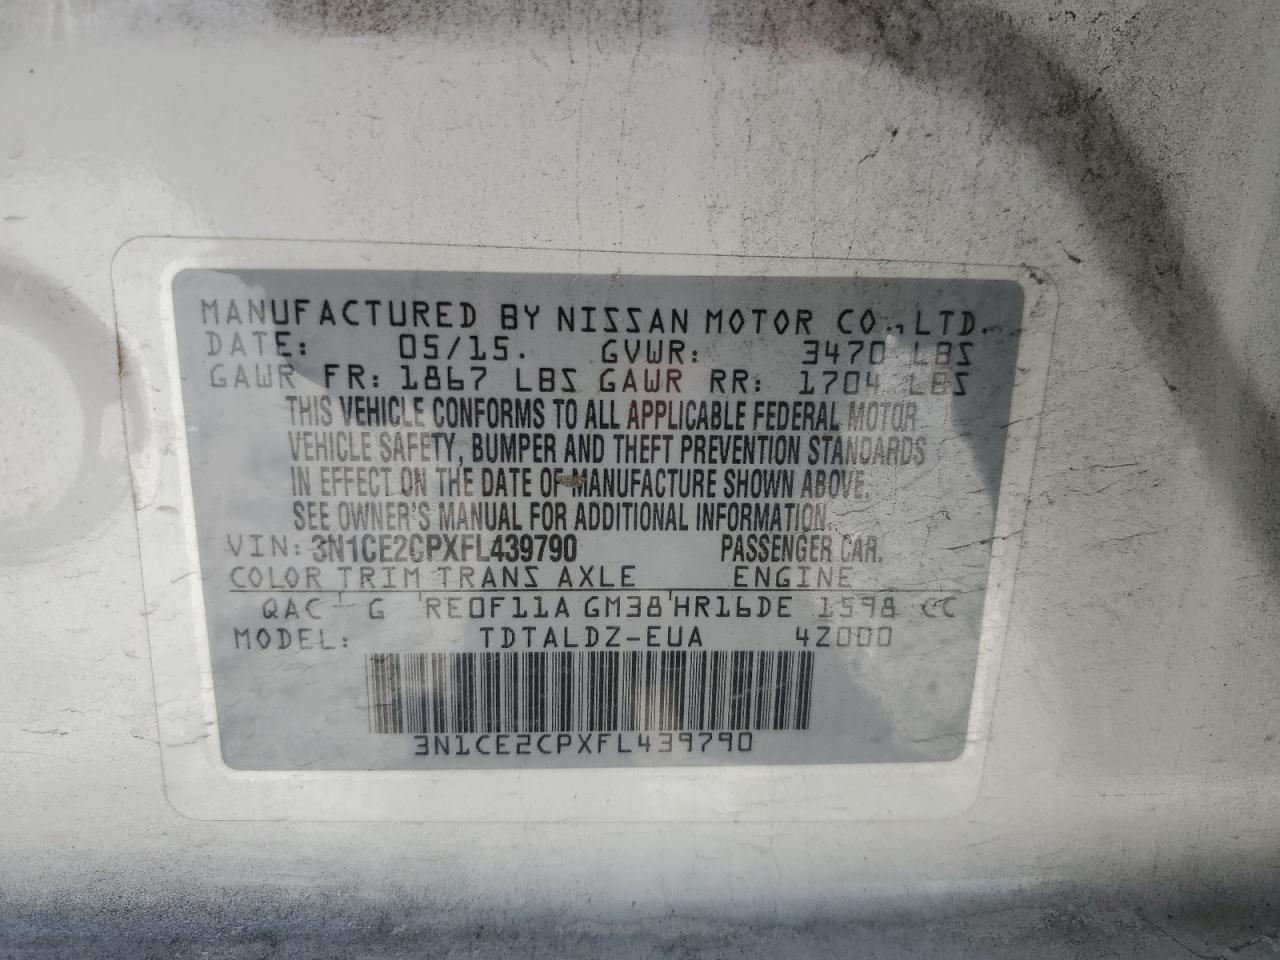 MANUFACTURED BY NISSAN MOTOR CO., LTD.
DATE: 05/15. GVWR: 3470 LBS
GAWR FR: 1867 LBS GAWR RR: 1704 LBS
THIS VEHICLE CONFORMS TO ALL APPLICABLE FEDERAL MOTOR
VEHICLE SAFETY, BUMPER AND THEFT PREVENTION STANDARDS
IN EFFECT ON THE DATE OF MANUFACTURE SHOWN ABOVE.
SEE OWNER'S MANUAL FOR ADDITIONAL INFORMATION.
VIN: 3N1CE2CPXFL439790 PASSENGER CAR.
COLOR TRIM TRANS AXLE ENGINE
QAC G RE0F11A GM38 HR16DE 1598 CC
MODEL: TDTALDZ-EUA 4Z000
3N1CE2CPXFL439790